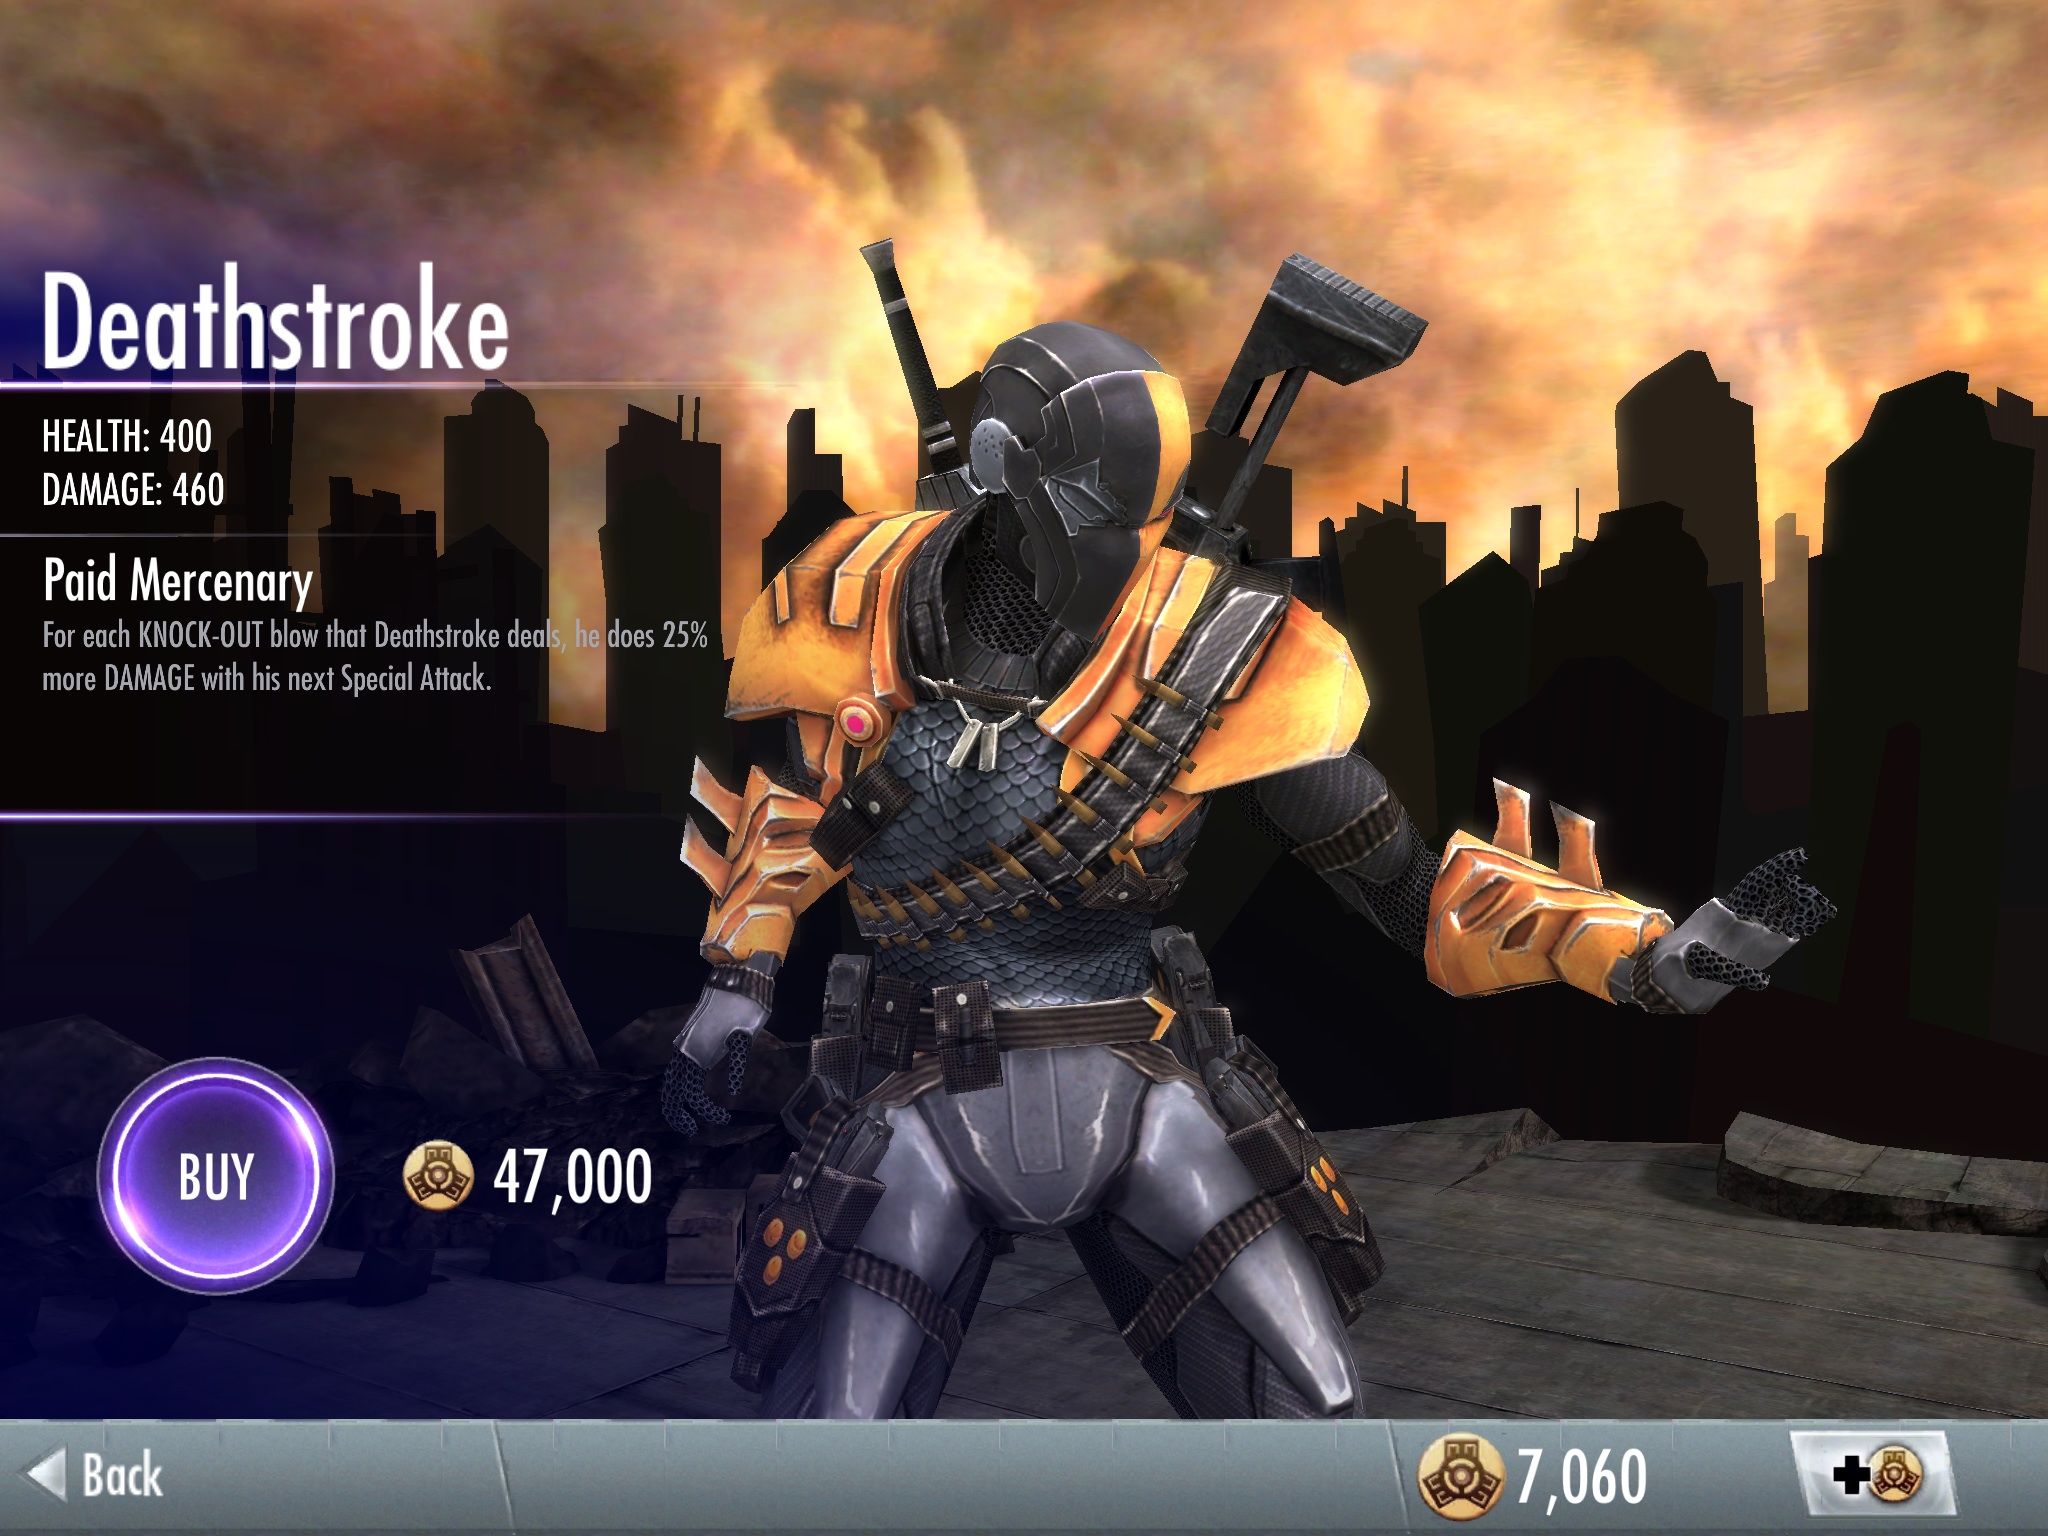 Deathstroke
HEALTH: 400
DAMAGE: 460
Paid Mercenary
For each KNOCK-OUT blow that Deathstroke deals, he does 25%
more DAMAGE with his next Special Attack.
BUY
47,000
Back
7,060
+